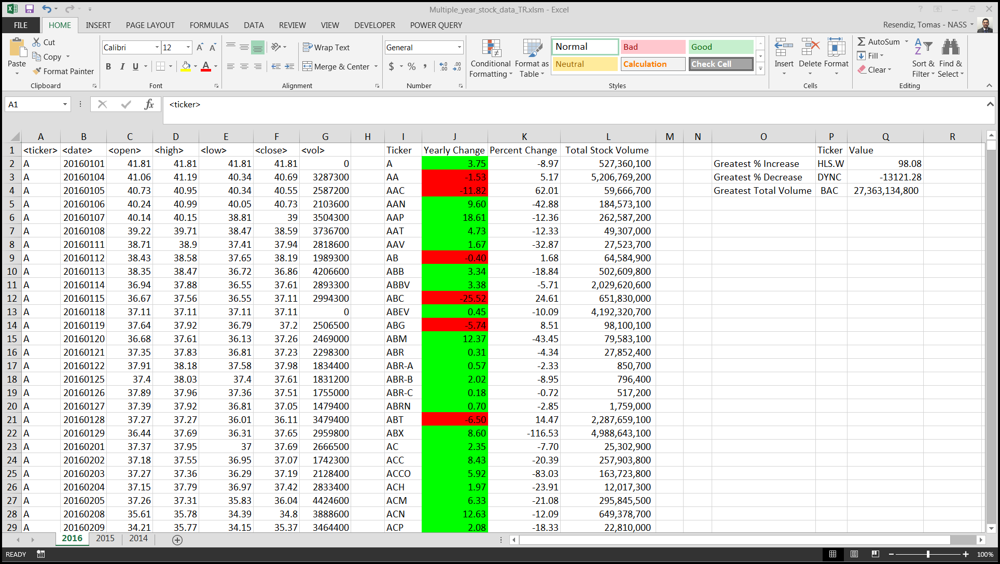 Multiple_year_stock_data_TR.xlsm - Excel
FILE HOME INSERT PAGE LAYOUT FORMULAS DATA REVIEW VIEW DEVELOPER POWER QUERY Resendiz, Tomas - NASS
Paste Cut Copy Format Painter Clipboard
Calibri 12 B I U A A A Font
Wrap Text Merge & Center Alignment
General $ % , Number
Conditional Formatting Format as Table
Normal Bad Good
Neutral Calculation Check Cell
Styles
Insert Delete Format Cells
AutoSum Fill Clear Sort & Filter Find & Select Editing
A1 fx <ticker>
A B C D E F G H I J K L M N O P Q R
1 <ticker> <date> <open> <high> <low> <close> <vol> Ticker Yearly Change Percent Change Total Stock Volume Ticker Value
2 A 20160101 41.81 41.81 41.81 41.81 0 A 3.75 -8.97 527,360,100 Greatest % Increase HLS.W 98.08
3 A 20160104 41.06 41.19 40.34 40.69 3287300 AA -1.53 5.17 5,206,769,200 Greatest % Decrease DYNC -13121.28
4 A 20160105 40.73 40.95 40.34 40.55 2587200 AAC -11.82 62.01 59,666,700 Greatest Total Volume BAC 27,363,134,800
5 A 20160106 40.24 40.99 40.05 40.73 2103600 AAN 9.60 -42.88 184,573,100
6 A 20160107 40.14 40.15 38.81 39 3504300 AAP 18.61 -12.36 262,587,200
7 A 20160108 39.22 39.71 38.47 38.59 3736700 AAT 4.73 -12.33 49,307,000
8 A 20160111 38.71 38.9 37.41 37.94 2818600 AAV 1.67 -32.87 27,523,700
9 A 20160112 38.43 38.58 37.65 38.19 1989300 AB -0.40 1.68 64,584,900
10 A 20160113 38.35 38.47 36.72 36.86 4206600 ABB 3.34 -18.84 502,609,800
11 A 20160114 36.94 37.88 36.55 37.61 2893300 ABBV 3.38 -5.71 2,029,620,600
12 A 20160115 36.67 37.56 36.55 37.11 2994300 ABC -25.52 24.61 651,830,000
13 A 20160118 37.11 37.11 37.11 37.11 0 ABEV 0.45 -10.09 4,192,320,700
14 A 20160119 37.64 37.92 36.79 37.2 2506500 ABG -5.74 8.51 98,100,100
15 A 20160120 36.68 37.61 36.13 37.26 2469000 ABM 12.37 -43.45 79,583,100
16 A 20160121 37.35 37.83 36.81 37.23 2298300 ABR 0.31 -4.34 27,852,400
17 A 20160122 37.91 38.18 37.58 37.98 1834400 ABR-A 0.57 -2.33 850,700
18 A 20160125 37.4 38.03 37.4 37.61 1831200 ABR-B 2.02 -8.95 796,400
19 A 20160126 37.89 37.96 37.36 37.51 1755000 ABR-C 0.18 -0.72 517,200
20 A 20160127 37.39 37.92 36.81 37.05 1479400 ABRN 0.70 -2.85 1,759,000
21 A 20160128 37.27 37.27 36.01 36.11 3479400 ABT -6.50 14.47 2,287,659,100
22 A 20160129 36.44 37.69 36.31 37.65 2959800 ABX 8.60 -116.53 4,988,643,100
23 A 20160201 37.37 37.95 37 37.69 2666500 AC 2.35 -7.70 25,302,900
24 A 20160202 37.18 37.55 36.95 37.07 1742300 ACC 8.43 -20.39 257,903,800
25 A 20160203 37.27 37.36 36.29 37.19 2128400 ACCO 5.92 -83.03 163,723,800
26 A 20160204 37.15 37.79 36.97 37.42 2833400 ACH 1.97 -23.91 12,017,300
27 A 20160205 37.26 37.31 35.83 36.04 4424600 ACM 6.33 -21.08 295,845,500
28 A 20160208 35.61 35.78 34.39 34.8 3888600 ACN 12.63 -12.09 649,378,700
29 A 20160209 34.21 35.77 34.15 35.37 3464400 ACP 2.08 -18.33 22,810,000
2016 2015 2014
READY 100%